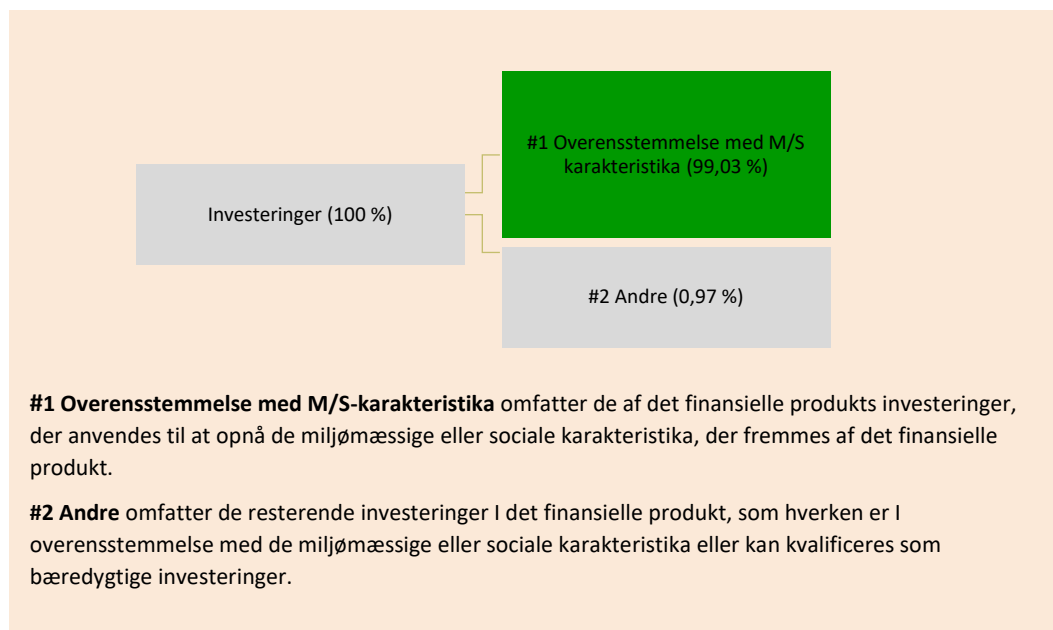 #1 Overensstemmelse med M/S
karakteristika (99,03 %)
Investeringer (100 %)
#2 Andre (0,97 %)
#1 Overensstemmelse med M/S-karakteristika omfatter de af det finansielle produkts investeringer,
der anvendes til at opnå de miljømæssige eller sociale karakteristika, der fremmes af det finansielle
produkt.
#2 Andre omfatter de resterende investeringer I det finansielle produkt, som hverken er I
overensstemmelse med de miljømæssige eller sociale karakteristika eller kan kvalificeres som
bæredygtige investeringer.